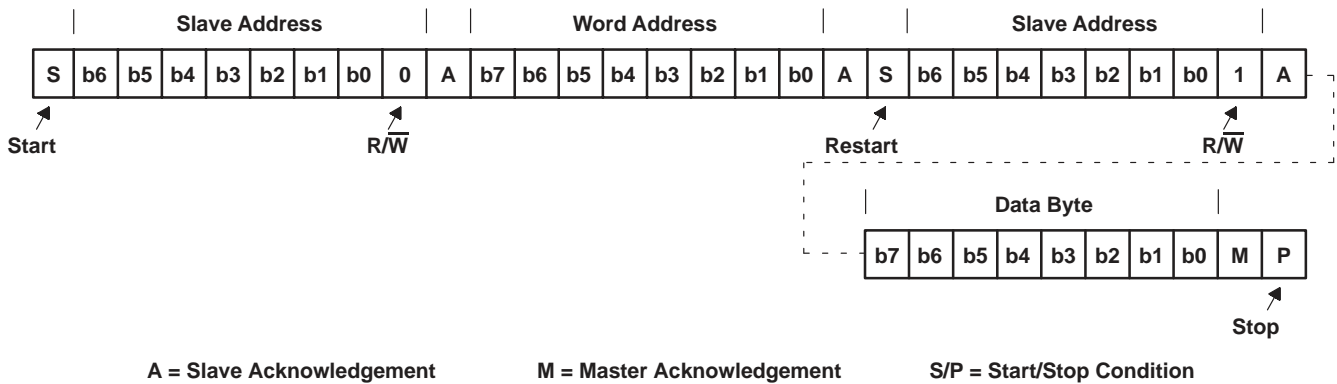 Slave Address Word Address Slave Address
S b6 b5 b4 b3 b2 b1 b0 0 A b7 b6 b5 b4 b3 b2 b1 b0 A S b6 b5 b4 b3 b2 b1 b0 1 A
Start R/W̅ Restart R/W̅
Data Byte
b7 b6 b5 b4 b3 b2 b1 b0 M P
Stop
A = Slave Acknowledgement M = Master Acknowledgement S/P = Start/Stop Condition